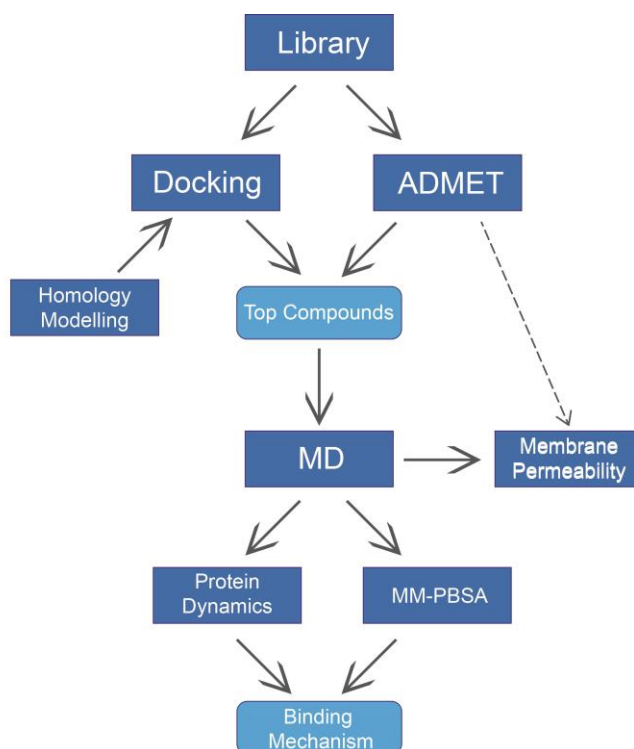 Library
Docking
ADMET
Homology
Modelling
Top Compounds
MD
Membrane
Permeability
Protein
Dynamics
MM-PBSA
Binding
Mechanism